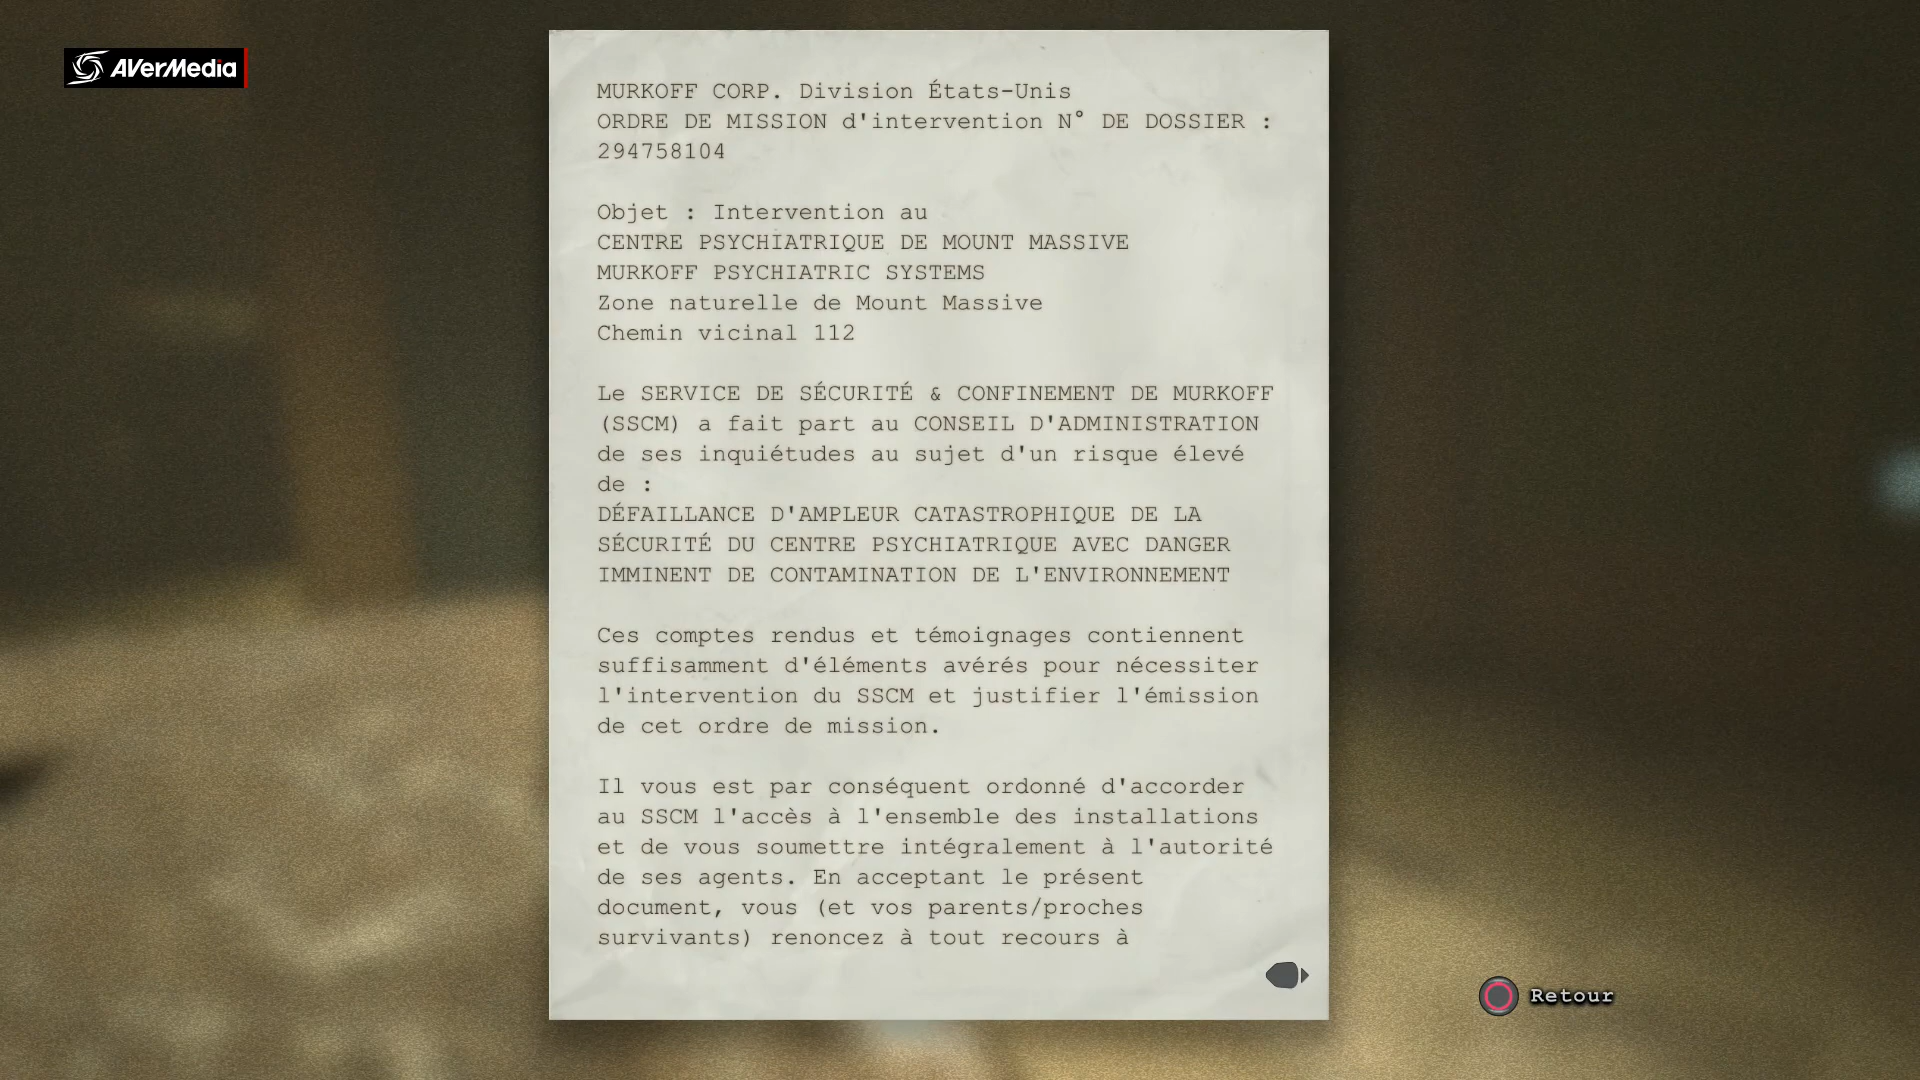 AVerMedia
MURKOFF CORP. Division États-Unis
ORDRE DE MISSION d'intervention N° DE DOSSIER :
294758104
Objet : Intervention au
CENTRE PSYCHIATRIQUE DE MOUNT MASSIVE
MURKOFF PSYCHIATRIC SYSTEMS
Zone naturelle de Mount Massive
Chemin vicinal 112
Le SERVICE DE SÉCURITÉ & CONFINEMENT DE MURKOFF
(SSCM) a fait part au CONSEIL D'ADMINISTRATION
de ses inquiétudes au sujet d'un risque élevé
de :
DÉFAILLANCE D'AMPLEUR CATASTROPHIQUE DE LA
SÉCURITÉ DU CENTRE PSYCHIATRIQUE AVEC DANGER
IMMINENT DE CONTAMINATION DE L'ENVIRONNEMENT
Ces comptes rendus et témoignages contiennent
suffisamment d'éléments avérés pour nécessiter
l'intervention du SSCM et justifier l'émission
de cet ordre de mission.
Il vous est par conséquent ordonné d'accorder
au SSCM l'accès à l'ensemble des installations
et de vous soumettre intégralement à l'autorité
de ses agents. En acceptant le présent
document, vous (et vos parents/proches
survivants) renoncez à tout recours à
Retour